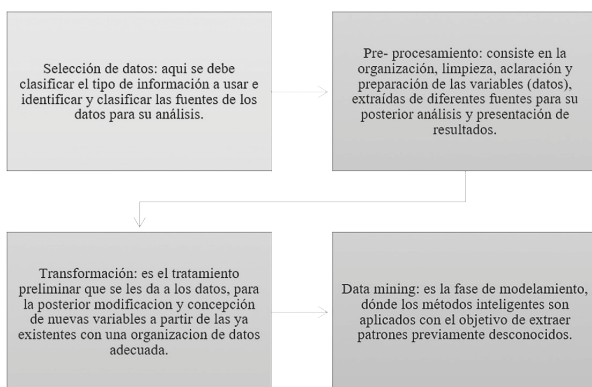 Selección de datos: aqui se debe
clasificar el tipo de información a usar e
identificar y clasificar las fuentes de los
datos para su análisis.
Pre- procesamiento: consiste en la
organización, limpieza, aclaración y
preparación de las variables (datos),
extraídas de diferentes fuentes para su
posterior análisis y presentación de
resultados.
Transformación: es el tratamiento
preliminar que se les da a los datos, para
la posterior modificacion y concepción
de nuevas variables a partir de las ya
existentes con una organizacion de datos
adecuada.
Data mining: es la fase de modelamiento,
dónde los métodos inteligentes son
aplicados con el objetivo de extraer
patrones previamente desconocidos.